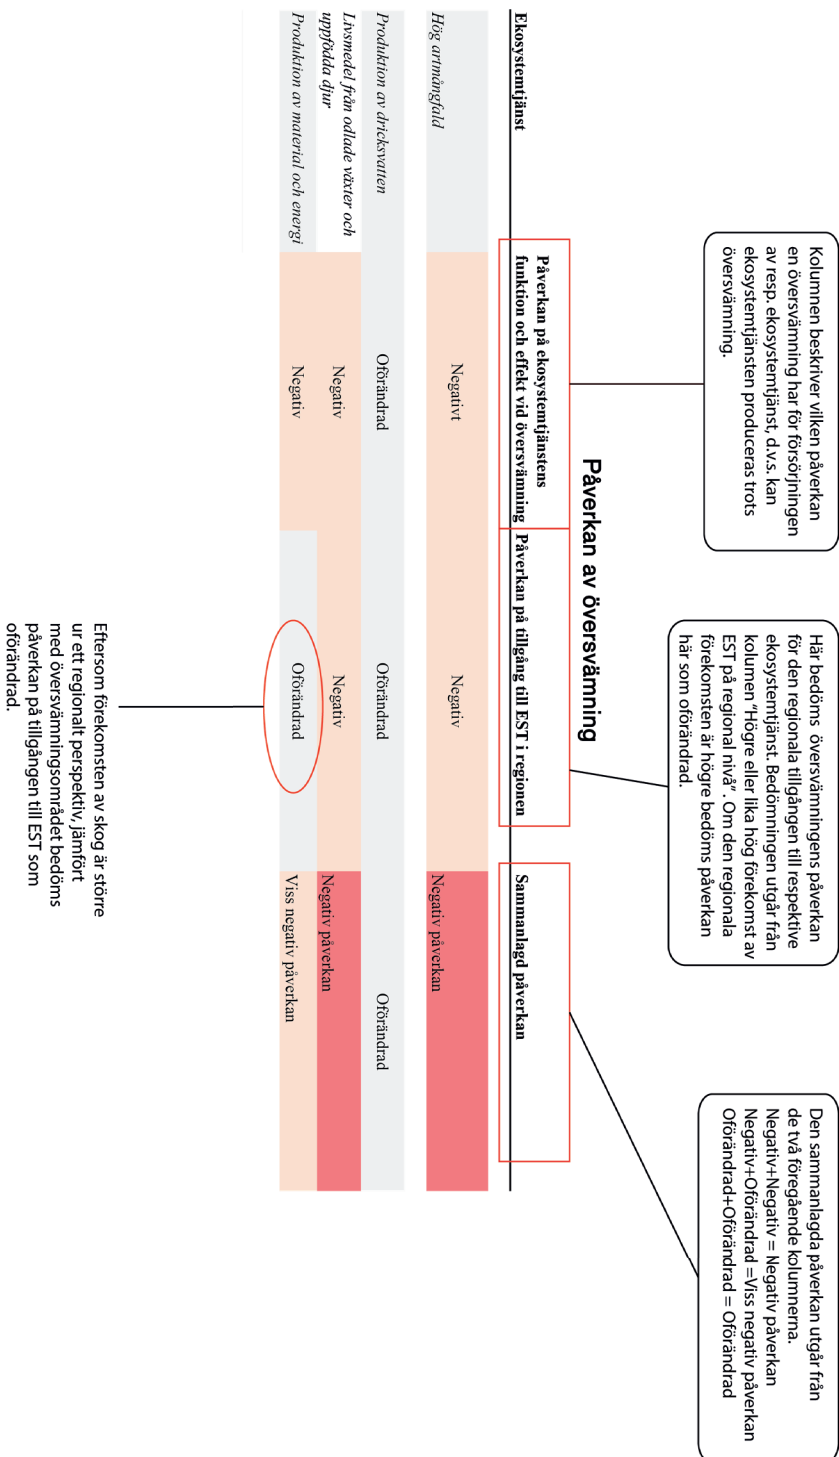 Kolumnen beskriver vilken påverkan
en översvämning har för försörjningen
av resp. ekosystemtjänst, d.v.s. kan
ekosystemtjänsten produceras trots
översvämning.
Här bedöms översvämningens påverkan
för den regionala tillgången till respektive
ekosystemtjänst. Bedömningen utgår från
kolumen ”Högre eller lika hög förekomst av
EST på regional nivå” . Om den regionala
förekomsten är högre bedöms påverkan
här som oförändrad.
Den sammanlagda påverkan utgår från
de två föregående kolumnerna.
Negativ+Negativ = Negativ påverkan
Negativ+Oförändrad =Viss negativ påverkan
Oförändrad+Oförändrad = Oförändrad
Påverkan av översvämning
Ekosystemtjänst
Påverkan på ekosystemtjänstens
funktion och effekt vid översvämning
Påverkan på tillgång till EST i regionen
Sammanlagd påverkan
Hög artmångfald
Negativt
Negativ
Negativ påverkan
Produktion av dricksvatten
Oförändrad
Oförändrad
Oförändrad
Livsmedel från odlade växter och
uppfödda djur
Negativ
Negativ
Negativ påverkan
Produktion av material och energi
Negativ
Oförändrad
Viss negativ påverkan
Eftersom förekomsten av skog är större
ur ett regionalt perspektiv, jämfört
med översvämningsområdet bedöms
påverkan på tillgången till EST som
oförändrad.